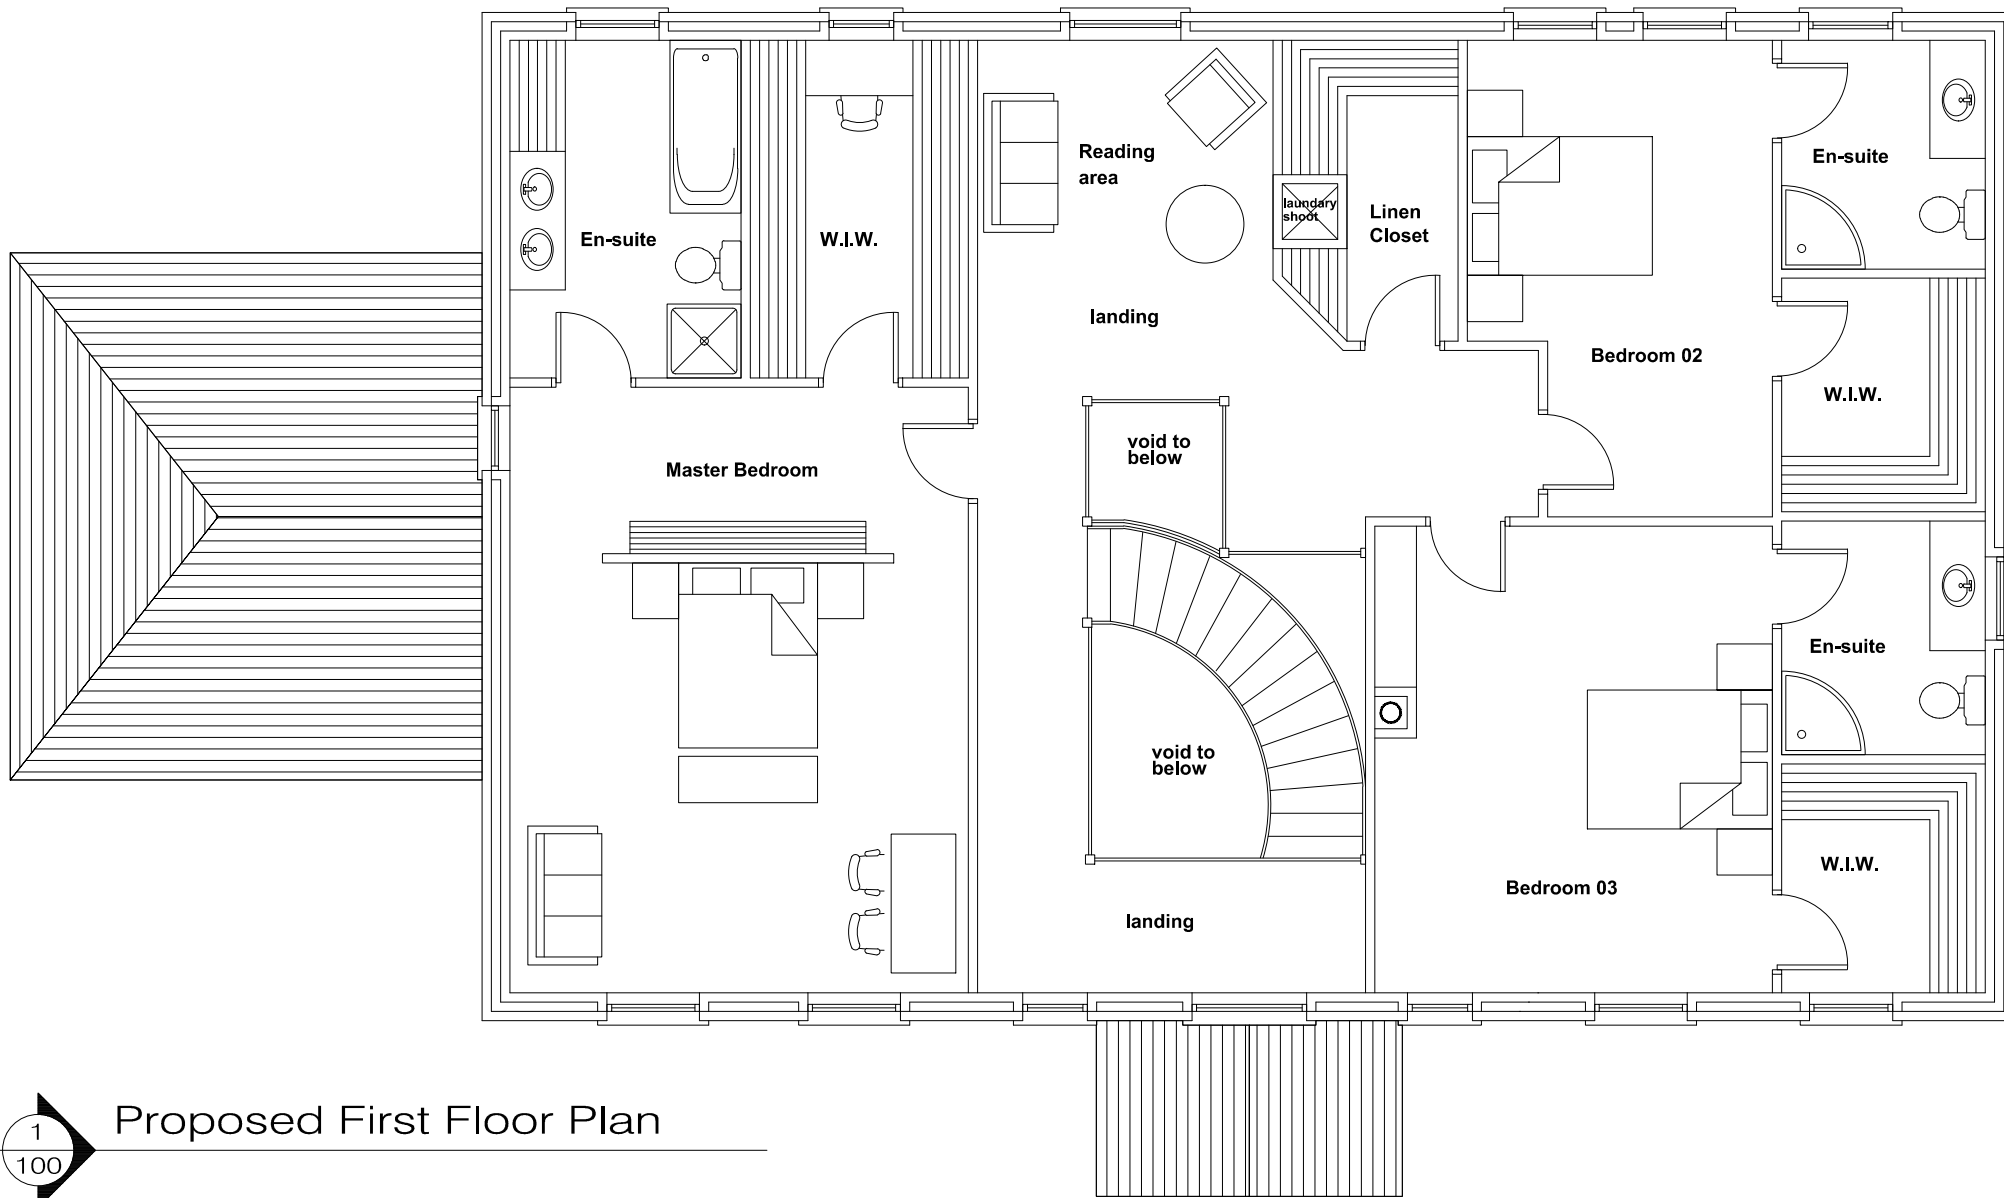 Reading
area
En-suite
laundary
shoot
Linen
Closet
En-suite
W.I.W.
landing
Bedroom 02
W.I.W.
void to
below
Master Bedroom
En-suite
void to
below
W.I.W.
Bedroom 03
landing
Proposed First Floor Plan
1
100